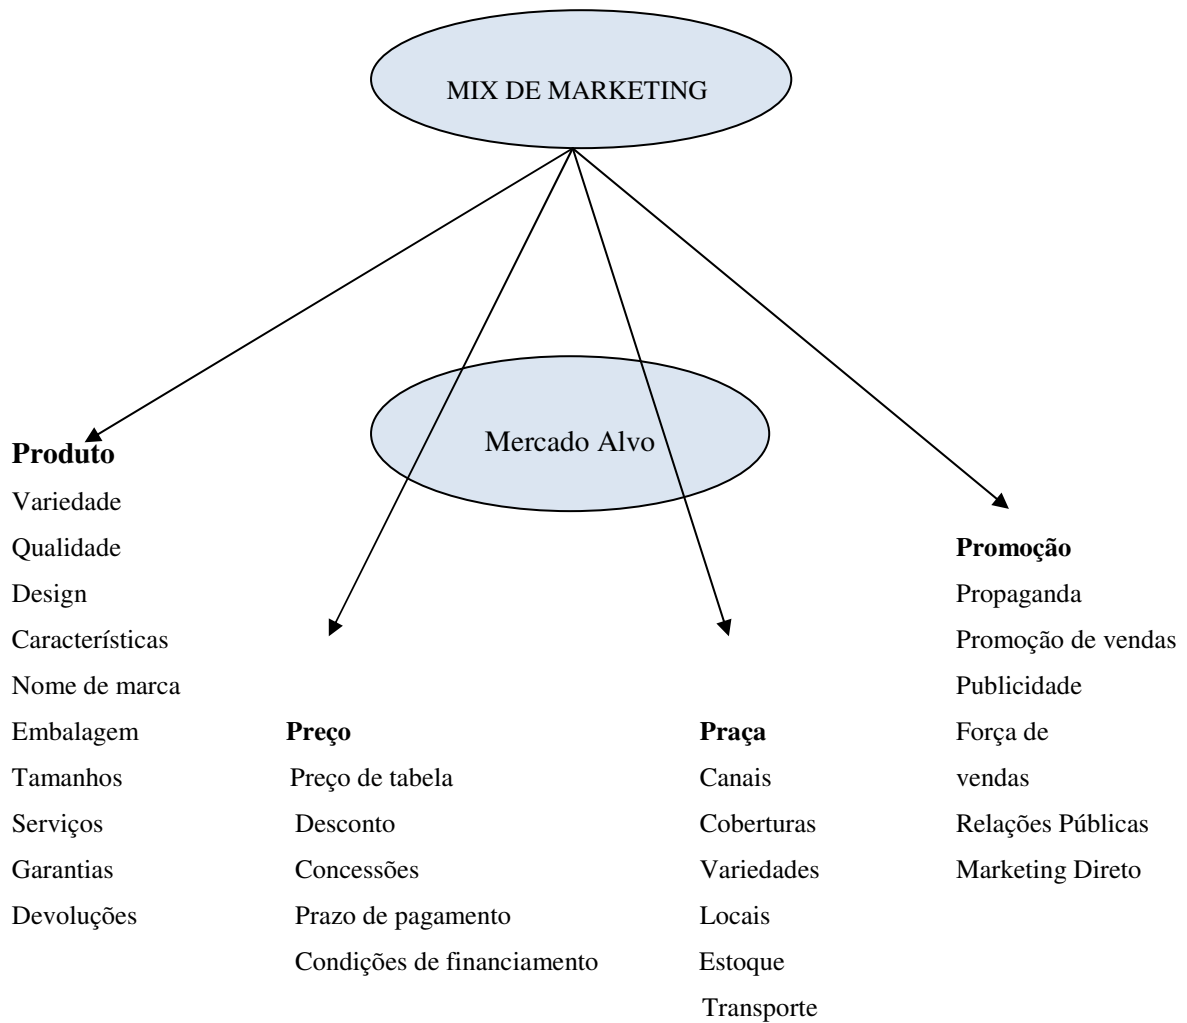 MIX DE MARKETING
Mercado Alvo
Produto
Variedade
Qualidade
Design
Características
Nome de marca
Embalagem
Tamanhos
Serviços
Garantias
Devoluções
Preço
Preço de tabela
Desconto
Concessões
Prazo de pagamento
Condições de financiamento
Praça
Canais
Coberturas
Variedades
Locais
Estoque
Transporte
Promoção
Propaganda
Promoção de vendas
Publicidade
Força de
vendas
Relações Públicas
Marketing Direto